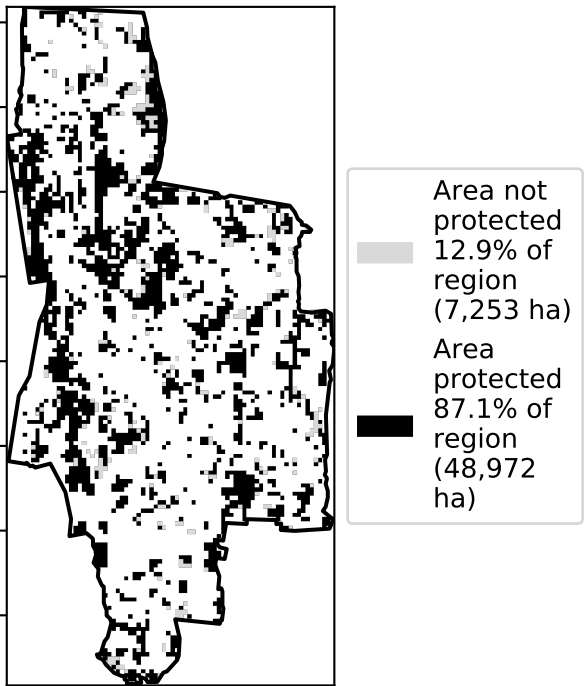 Area not
protected
12.9% of
region
(7,253 ha)
Area
protected
87.1% of
region
(48,972
ha)